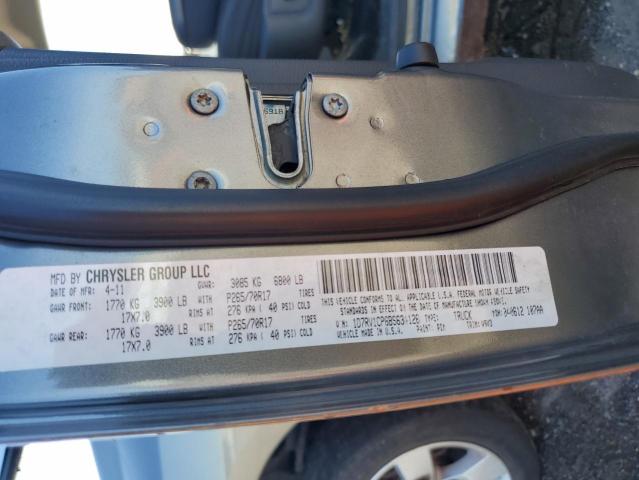 MFD BY CHRYSLER GROUP LLC
DATE OF MFR: 4-11 GVWR: 3085 KG 6800 LB
GAWR FRONT: 1770 KG 3900 LB WITH P265/70R17 TIRES
17X7.0 RIMS AT 276 KPA ( 40 PSI) COLD
GAWR REAR: 1770 KG 3900 LB WITH P265/70R17 TIRES
17X7.0 RIMS AT 276 KPA ( 40 PSI) COLD
THIS VEHICLE CONFORMS TO ALL APPLICABLE U.S.A. FEDERAL MOTOR VEHICLE SAFETY
STANDARDS IN EFFECT ON THE DATE OF MANUFACTURE SHOWN ABOVE.
TYPE: TRUCK
VEHICLE MADE IN U.S.A. PAINT: TRIM: